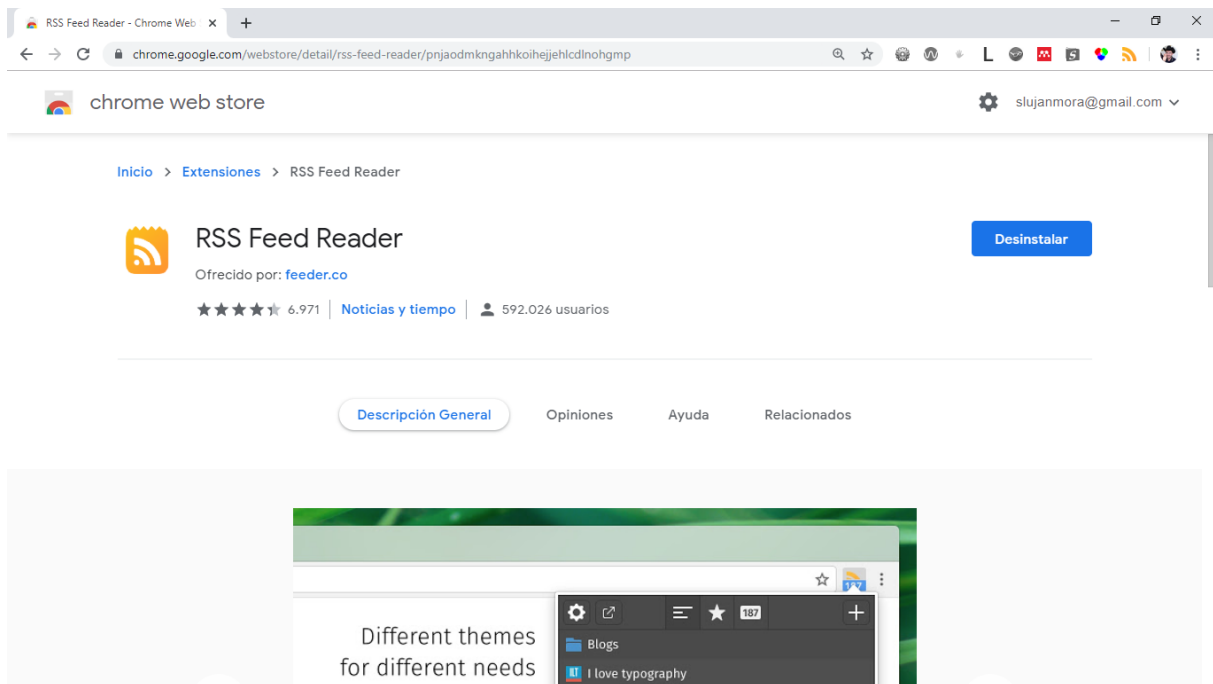 RSS Feed Reader - Chrome Web
chrome.google.com/webstore/detail/rss-feed-reader/pnjaodmkngahhkoihejjehlcdlnohgmp
chrome web store
slujanmora@gmail.com
Inicio > Extensiones > RSS Feed Reader
RSS Feed Reader
Desinstalar
Ofrecido por: feeder.co
6.971 | Noticias y tiempo | 592.026 usuarios
Descripción General Opiniones Ayuda Relacionados
187
Different themes
for different needs
187
Blogs
I love typography